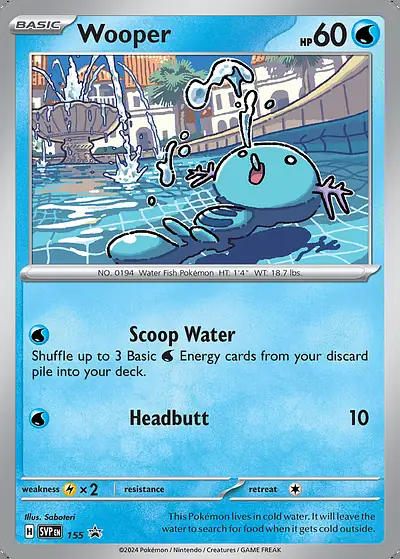 BASIC
Wooper
HP 60
NO. 0194 Water Fish Pokémon HT: 1'4" WT: 18.7 lbs.
Scoop Water
Shuffle up to 3 Basic Energy cards from your discard
pile into your deck.
Headbutt 10
weakness ×2 resistance retreat
Illus. Saboteri
This Pokémon lives in cold water. It will leave the
water to search for food when it gets cold outside.
H SVP EN 155
©2024 Pokémon / Nintendo / Creatures / GAME FREAK